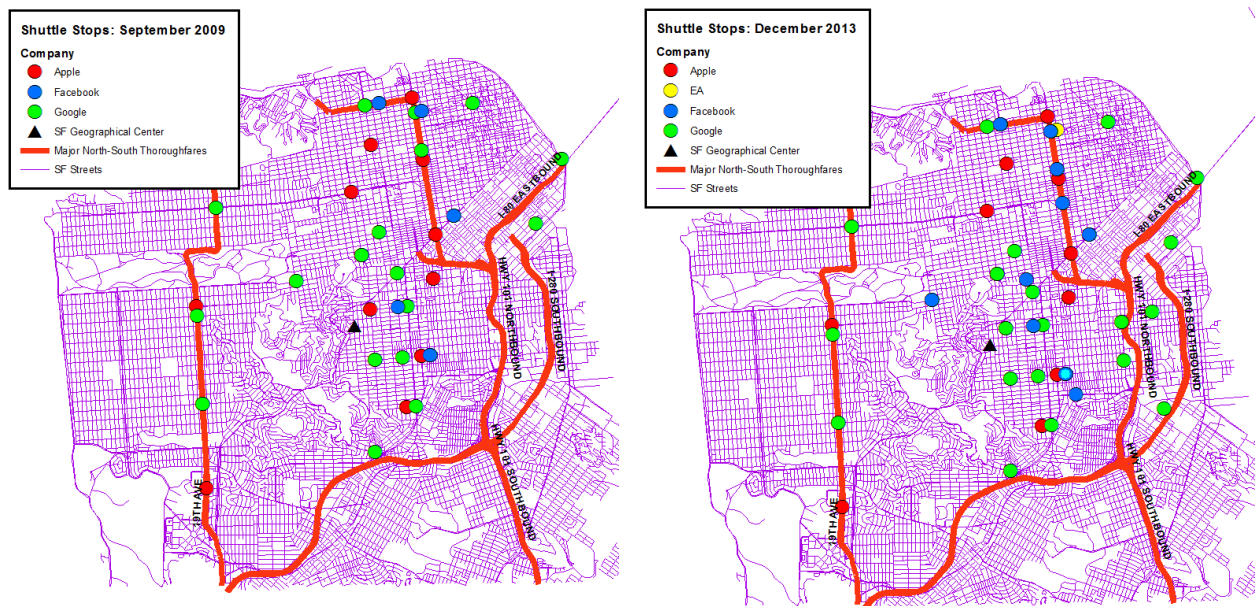 Shuttle Stops: September 2009
Company
Apple
Facebook
Google
SF Geographical Center
Major North-South Thoroughfares
SF Streets
I-80 EASTBOUND
HWY 101 NORTHBOUND
I-280 SOUTHBOUND
19TH AVE
HWY 101 SOUTHBOUND
Shuttle Stops: December 2013
Company
Apple
EA
Facebook
Google
SF Geographical Center
Major North-South Thoroughfares
SF Streets
I-80 EASTBOUND
HWY 101 NORTHBOUND
I-280 SOUTHBOUND
19TH AVE
HWY 101 SOUTHBOUND